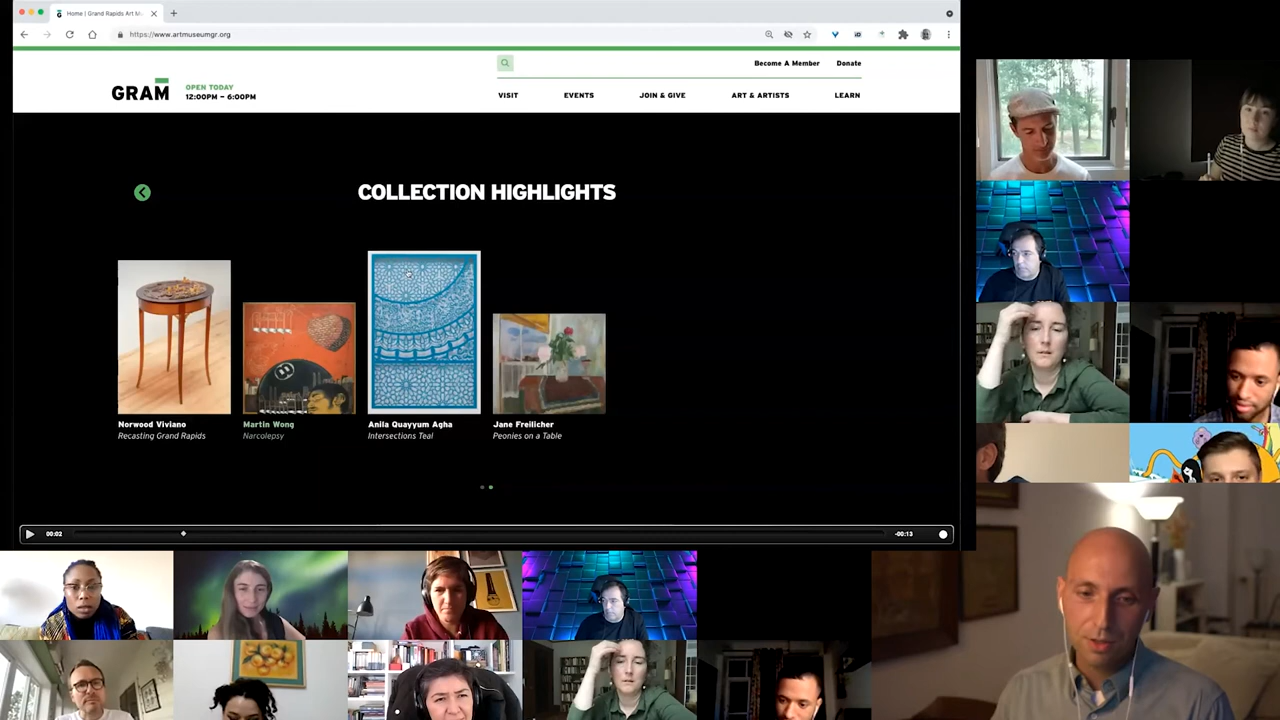 Home | Grand Rapids Art M
https://www.artmuseumgr.org
Become A Member
Donate
GRAM
OPEN TODAY
12:00PM – 6:00PM
VISIT
EVENTS
JOIN & GIVE
ART & ARTISTS
LEARN
COLLECTION HIGHLIGHTS
Norwood Viviano
Recasting Grand Rapids
Martin Wong
Narcolepsy
Anila Quayyum Agha
Intersections Teal
Jane Freilicher
Peonies on a Table
00:02
-00:13